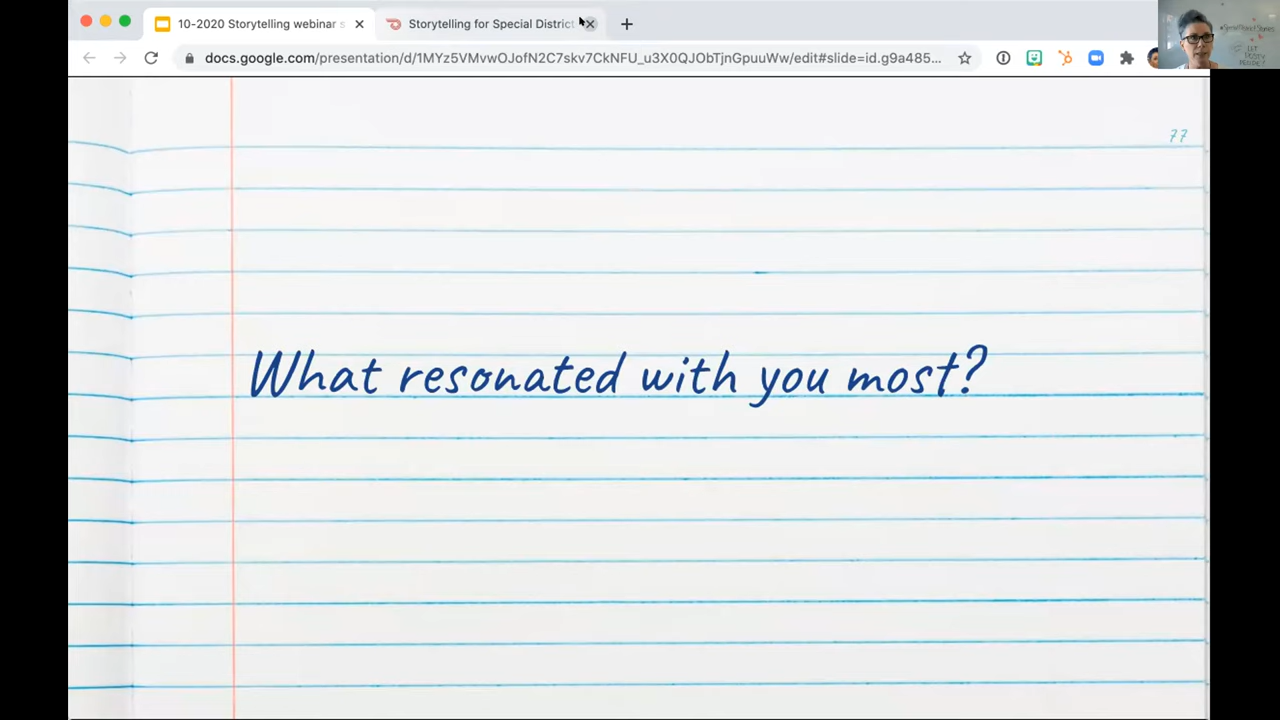 10-2020 Storytelling webinar s
Storytelling for Special District
docs.google.com/presentation/d/1MYz5VMvwOJofN2C7skv7CkNFU_u3X0QJObTjnGpuuWw/edit#slide=id.g9a485...
77
What resonated with you most?